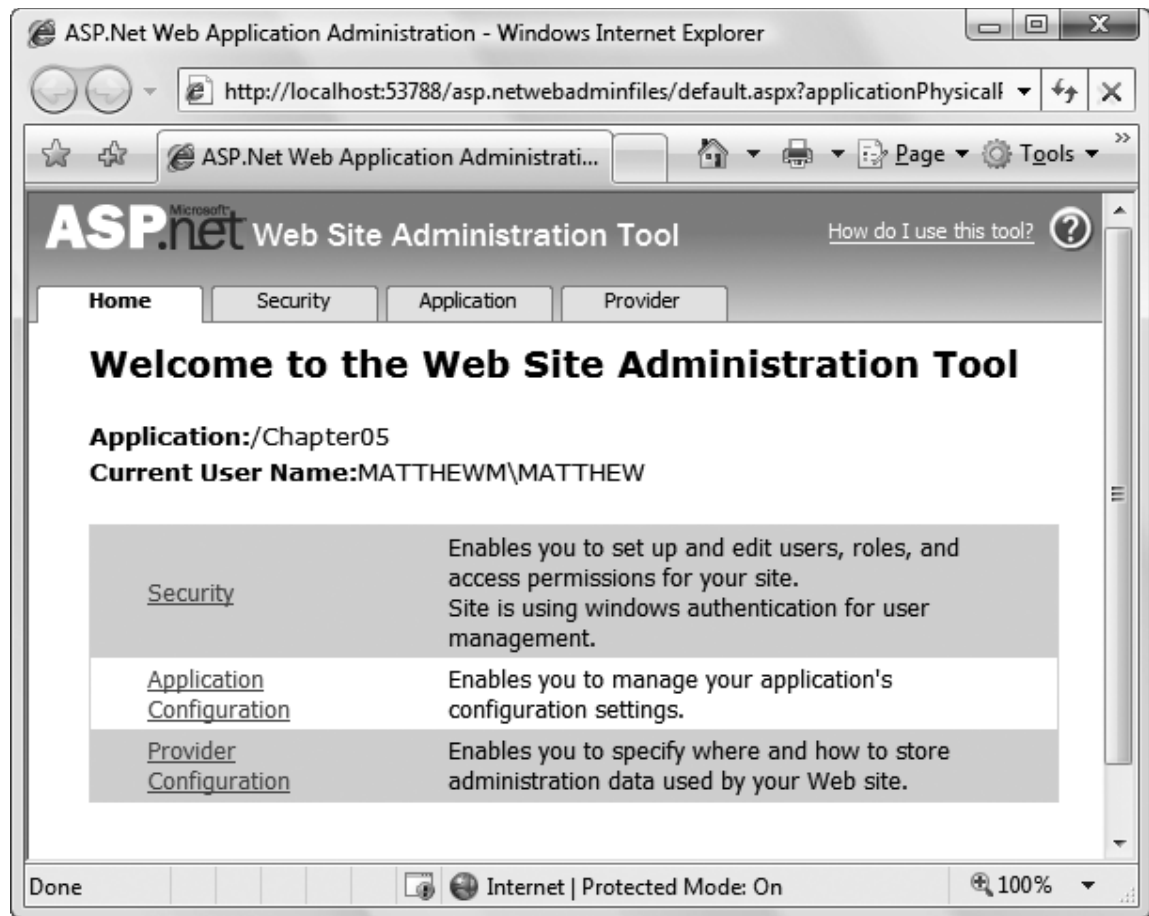 ASP.Net Web Application Administration - Windows Internet Explorer
http://localhost:53788/asp.netwebadminfiles/default.aspx?applicationPhysicalF
ASP.Net Web Application Administrati...
Page
Tools
»
Microsoft
ASP.net Web Site Administration Tool
How do I use this tool? ?
Home Security Application Provider
Welcome to the Web Site Administration Tool
Application:/Chapter05
Current User Name:MATTHEWM\MATTHEW
Security
Enables you to set up and edit users, roles, and
access permissions for your site.
Site is using windows authentication for user
management.
Application
Configuration
Enables you to manage your application's
configuration settings.
Provider
Configuration
Enables you to specify where and how to store
administration data used by your Web site.
Done
Internet | Protected Mode: On
100%